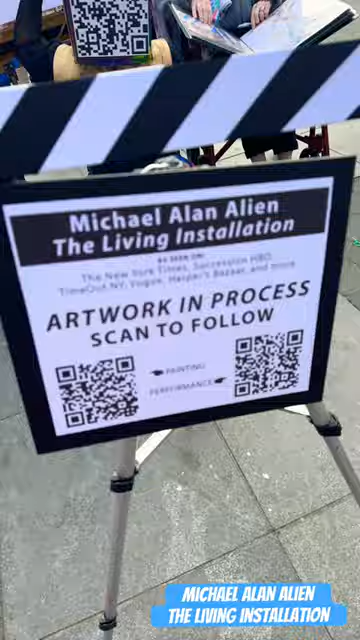 Michael Alan Alien
The Living Installation
AS SEEN ON:
The New York Times, Succession HBO,
TimeOut NY, Vogue, Harper's Bazaar, and more
ARTWORK IN PROCESS
SCAN TO FOLLOW
PAINTING
PERFORMANCE
MICHAEL ALAN ALIEN
THE LIVING INSTALLATION